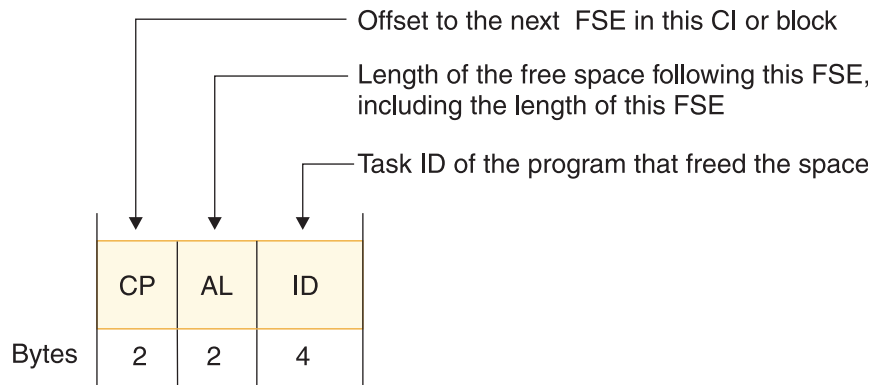 Offset to the next FSE in this CI or block
Length of the free space following this FSE,
including the length of this FSE
Task ID of the program that freed the space
CP AL ID
Bytes 2 2 4